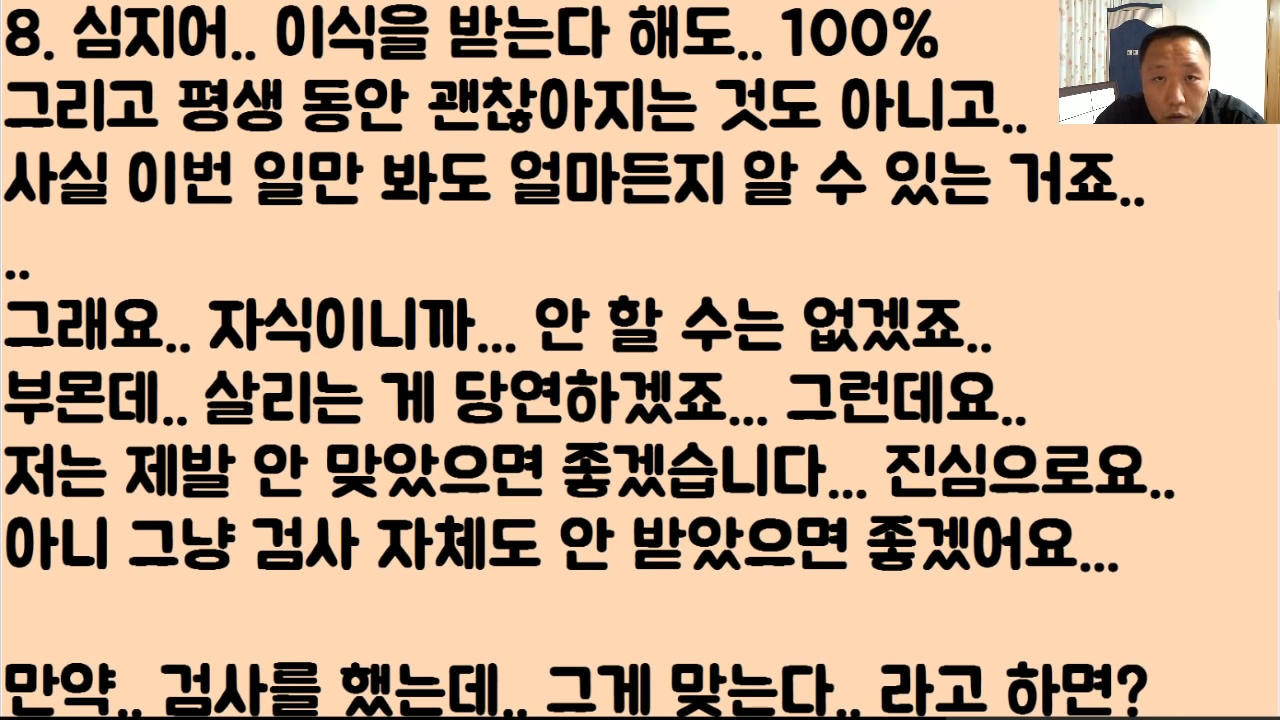 8. 심지어.. 이식을 받는다 해도.. 100%
그리고 평생 동안 괜찮아지는 것도 아니고..
사실 이번 일만 봐도 얼마든지 알 수 있는 거죠..
..
그래요.. 자식이니까... 안 할 수는 없겠죠..
부몬데.. 살리는 게 당연하겠죠... 그런데요..
저는 제발 안 맞았으면 좋겠습니다... 진심으로요..
아니 그냥 검사 자체도 안 받았으면 좋겠어요...
만약.. 검사를 했는데.. 그게 맞는다.. 라고 하면?